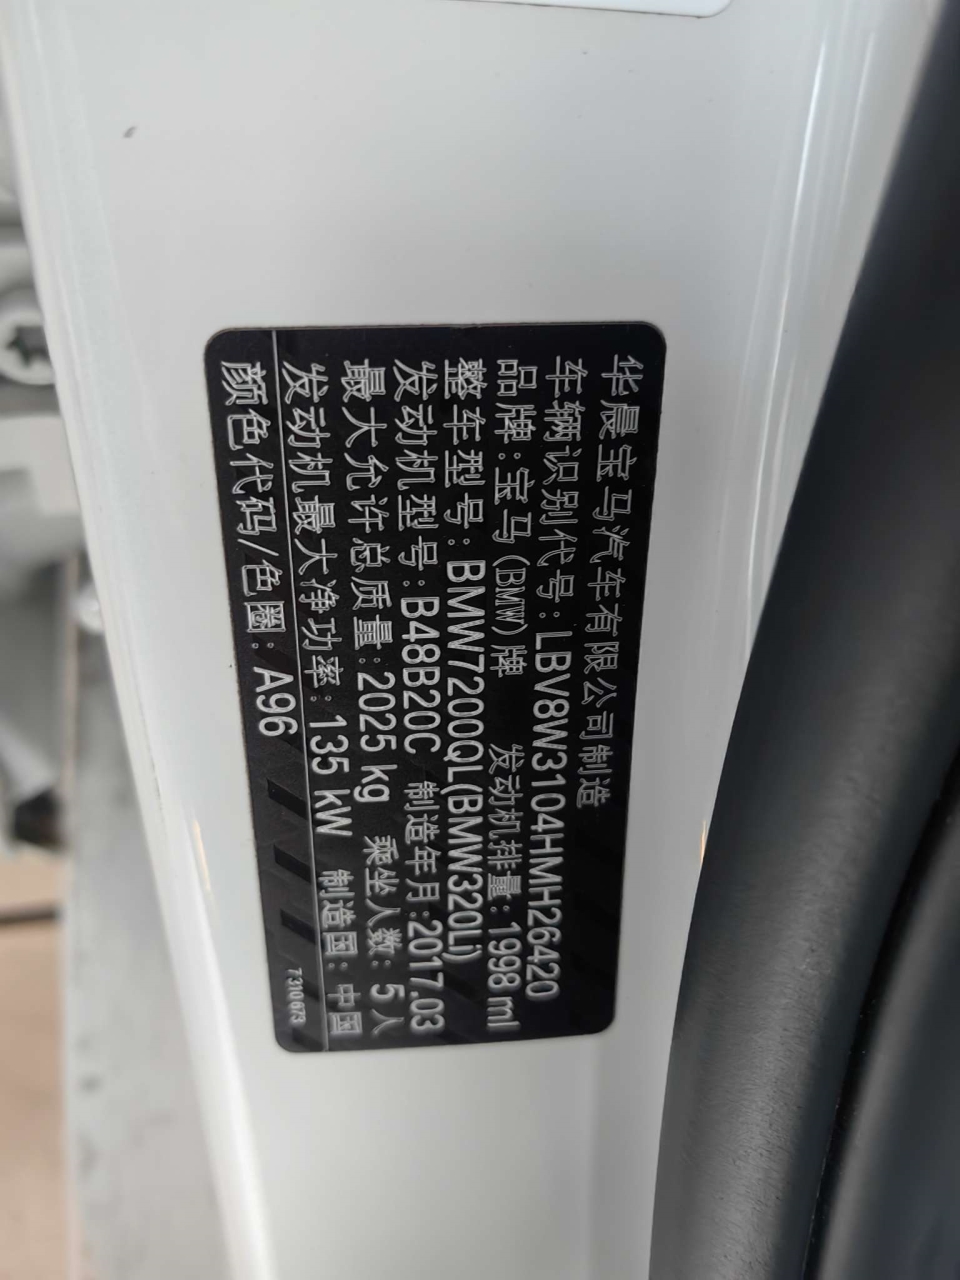 华晨宝马汽车有限公司制造
车辆识别代号：LBV8W3104HMH26420
品牌：宝马(BMW)牌 发动机排量：1998 ml
整车型号：BMW7200QL(BMW320Li)
发动机型号：B48B20C 制造年月：2017.03
最大允许总质量：2025 kg 乘坐人数：5人
发动机最大净功率：135 kW 制造国：中国
颜色代码/色圈：A96 7310673